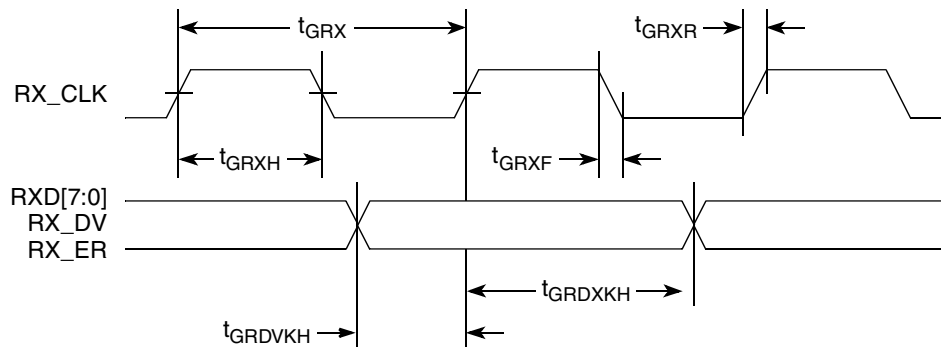 tGRX
tGRXR
RX_CLK
tGRXH
tGRXF
RXD[7:0]
RX_DV
RX_ER
tGRDXKH
tGRDVKH